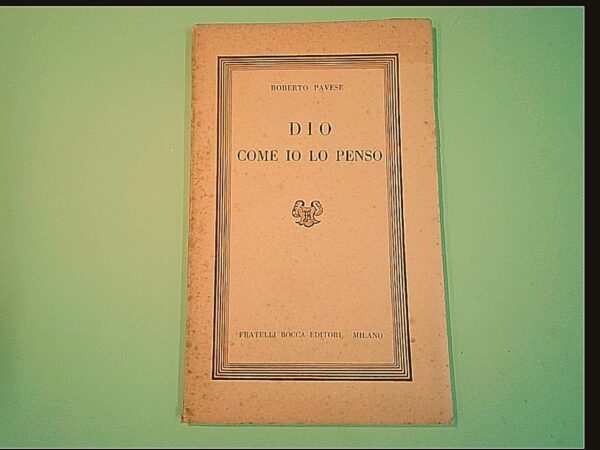 ROBERTO PAVESE
DIO
COME IO LO PENSO
FRATELLI BOCCA EDITORI - MILANO